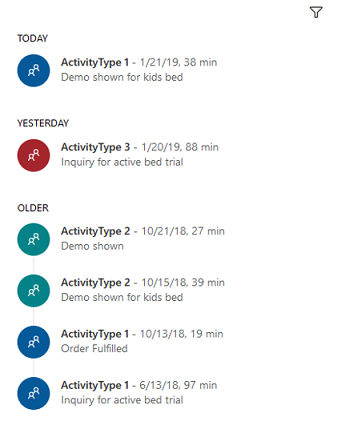 TODAY
ActivityType 1 - 1/21/19, 38 min
Demo shown for kids bed
YESTERDAY
ActivityType 3 - 1/20/19, 88 min
Inquiry for active bed trial
OLDER
ActivityType 2 - 10/21/18, 27 min
Demo shown
ActivityType 2 - 10/15/18, 39 min
Demo shown for kids bed
ActivityType 1 - 10/13/18, 19 min
Order Fulfilled
ActivityType 1 - 6/13/18, 97 min
Inquiry for active bed trial